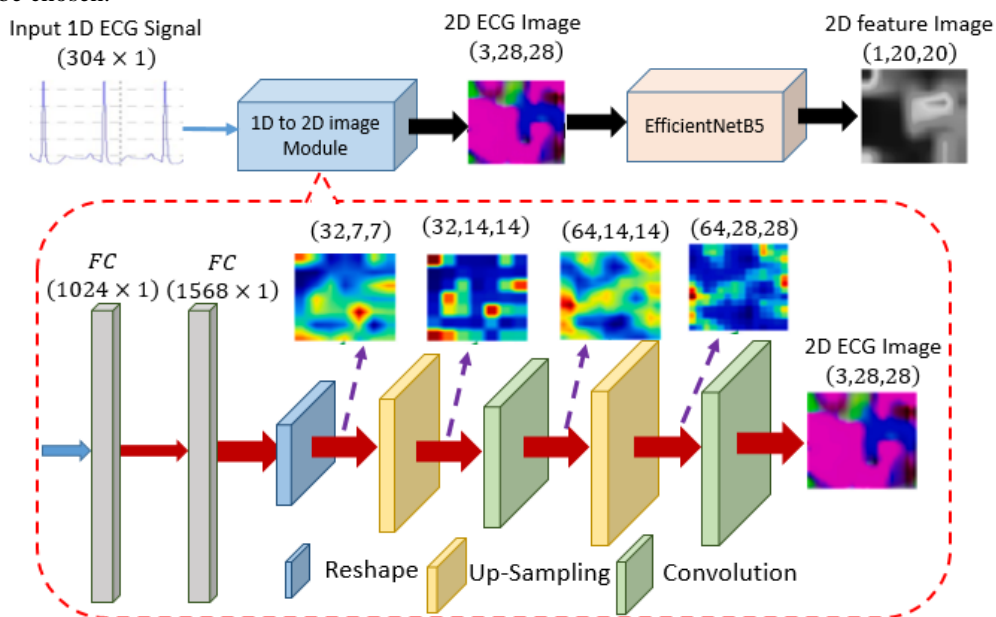 be chosen.
Input 1D ECG Signal
(304 × 1)
2D ECG Image
(3,28,28)
2D feature Image
(1,20,20)
1D to 2D image
Module
EfficientNetB5
(32,7,7)
(32,14,14)
(64,14,14)
(64,28,28)
FC
(1024 × 1)
FC
(1568 × 1)
2D ECG Image
(3,28,28)
Reshape
Up-Sampling
Convolution